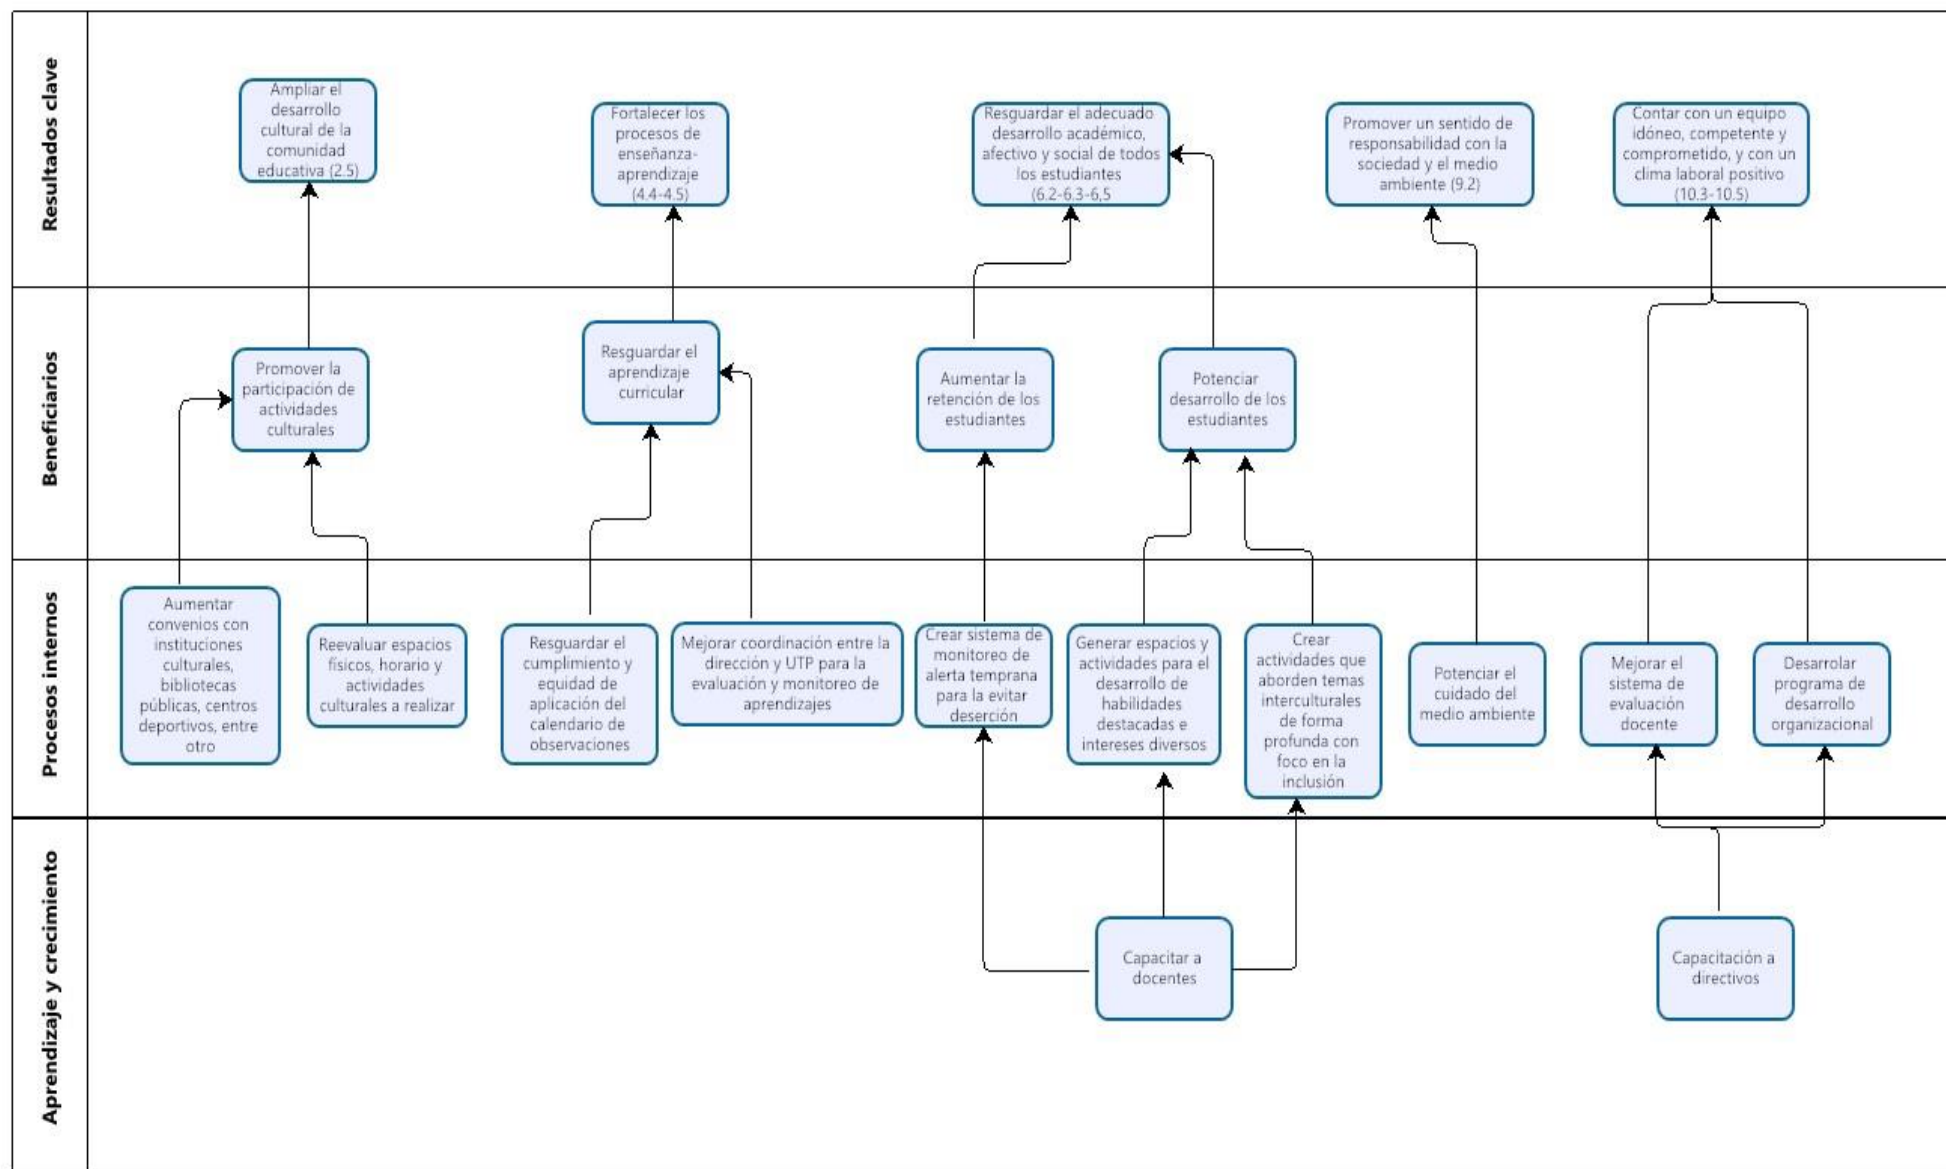 Resultados clave
Ampliar el
desarrollo
cultural de la
comunidad
educativa (2.5)
Fortalecer los
procesos de
enseñanza-
aprendizaje
(4.4-4.5)
Resguardar el adecuado
desarrollo académico,
afectivo y social de todos
los estudiantes
(6.2-6.3-6,5
Promover un sentido de
responsabilidad con la
sociedad y el medio
ambiente (9.2)
Contar con un equipo
idóneo, competente y
comprometido, y con un
clima laboral positivo
(10.3-10.5)
Beneficiarios
Promover la
participación de
actividades
culturales
Resguardar el
aprendizaje
curricular
Aumentar la
retención de los
estudiantes
Potenciar
desarrollo de los
estudiantes
Procesos internos
Aumentar
convenios con
instituciones
culturales,
bibliotecas
públicas, centros
deportivos, entre
otro
Reevaluar espacios
físicos, horario y
actividades
culturales a realizar
Resguardar el
cumplimiento y
equidad de
aplicación del
calendario de
observaciones
Mejorar coordinación entre la
dirección y UTP para la
evaluación y monitoreo de
aprendizajes
Crear sistema de
monitoreo de
alerta temprana
para la evitar
deserción
Generar espacios y
actividades para el
desarrollo de
habilidades
destacadas e
intereses diversos
Crear
actividades que
aborden temas
interculturales
de forma
profunda con
foco en la
inclusión
Potenciar el
cuidado del
medio ambiente
Mejorar el
sistema de
evaluación
docente
Desarrolar
programa de
desarrollo
organizacional
Aprendizaje y crecimiento
Capacitar a
docentes
Capacitación a
directivos